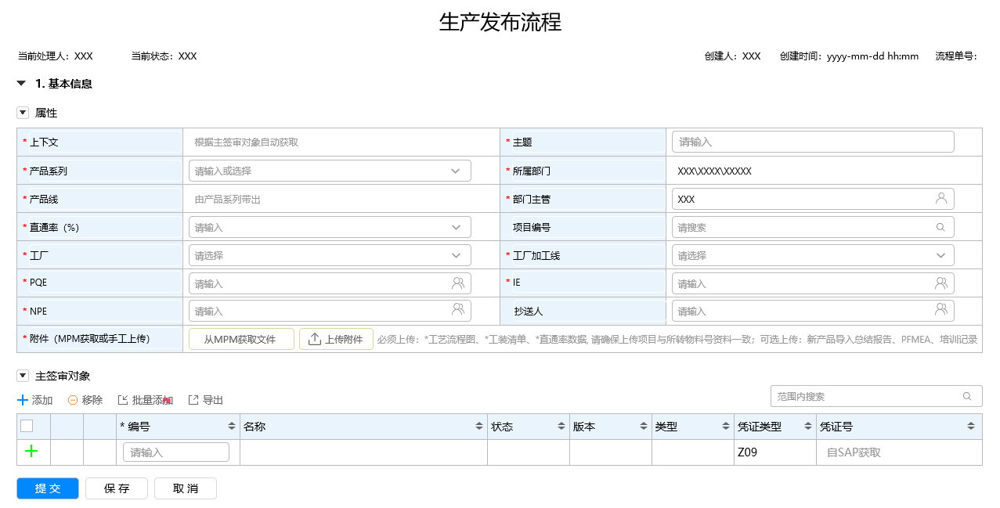 生产发布流程
当前处理人：XXX 当前状态：XXX 创建人：XXX 创建时间：yyyy-mm-dd hh:mm 流程单号：
1. 基本信息
属性
* 上下文 根据主签审对象自动获取 * 主题 请输入
* 产品系列 请输入或选择 * 所属部门 XXX\XXXX\XXXXX
* 产品线 由产品系列带出 * 部门主管 XXX
* 直通率（%） 请输入 项目编号 请搜索
* 工厂 请选择 * 工厂加工线 请选择
* PQE 请输入 * IE 请输入
* NPE 请输入 抄送人 请输入
* 附件（MPM获取或手工上传） 从MPM获取文件 上传附件 必须上传：*工艺流程图、*工装清单、*直通率数据, 请确保上传项目与所转物料号资料一致；可选上传：新产品导入总结报告、PFMEA、培训记录
主签审对象
添加 移除 批量添加 导出 范围内搜索
* 编号 名称 状态 版本 类型 凭证类型 凭证号
请输入 Z09 自SAP获取
提 交 保 存 取 消